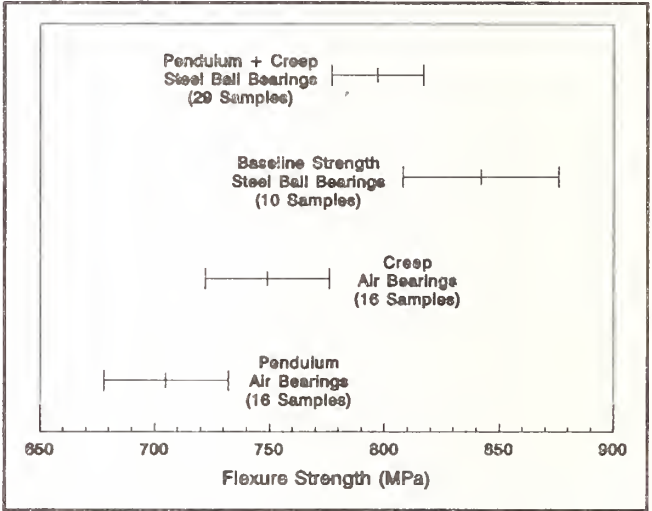 Pendulum + Creep
Steel Ball Bearings
(29 Samples)
Baseline Strength
Steel Ball Bearings
(10 Samples)
Creep
Air Bearings
(16 Samples)
Pendulum
Air Bearings
(16 Samples)
650 700 750 800 850 900
Flexure Strength (MPa)